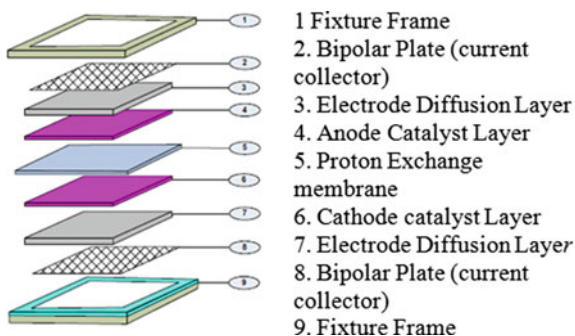 1
2
3
4
5
6
7
8
9
1 Fixture Frame
2. Bipolar Plate (current
collector)
3. Electrode Diffusion Layer
4. Anode Catalyst Layer
5. Proton Exchange
membrane
6. Cathode catalyst Layer
7. Electrode Diffusion Layer
8. Bipolar Plate (current
collector)
9. Fixture Frame